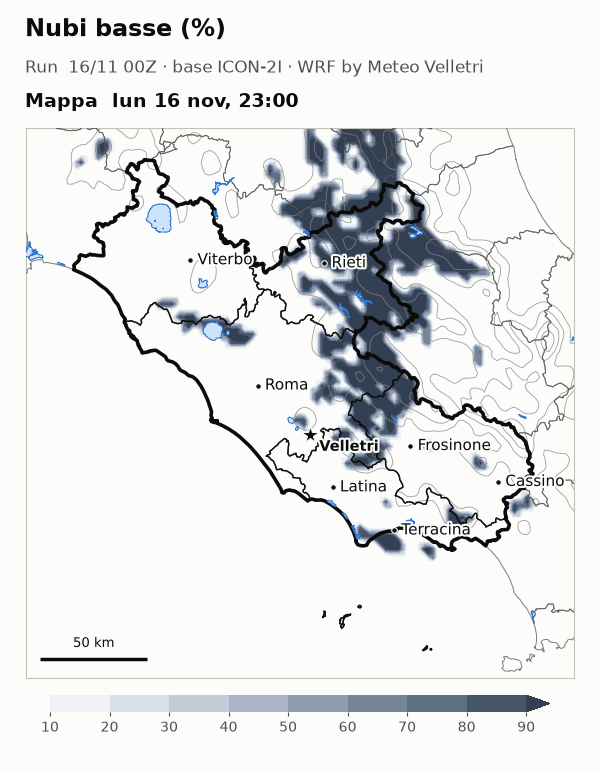 Nubi basse (%)
Run 16/11 00Z · base ICON-2I · WRF by Meteo Velletri
Mappa lun 16 nov, 23:00
Viterbo
Rieti
Roma
Velletri
Frosinone
Latina
Cassino
Terracina
50 km
10 20 30 40 50 60 70 80 90